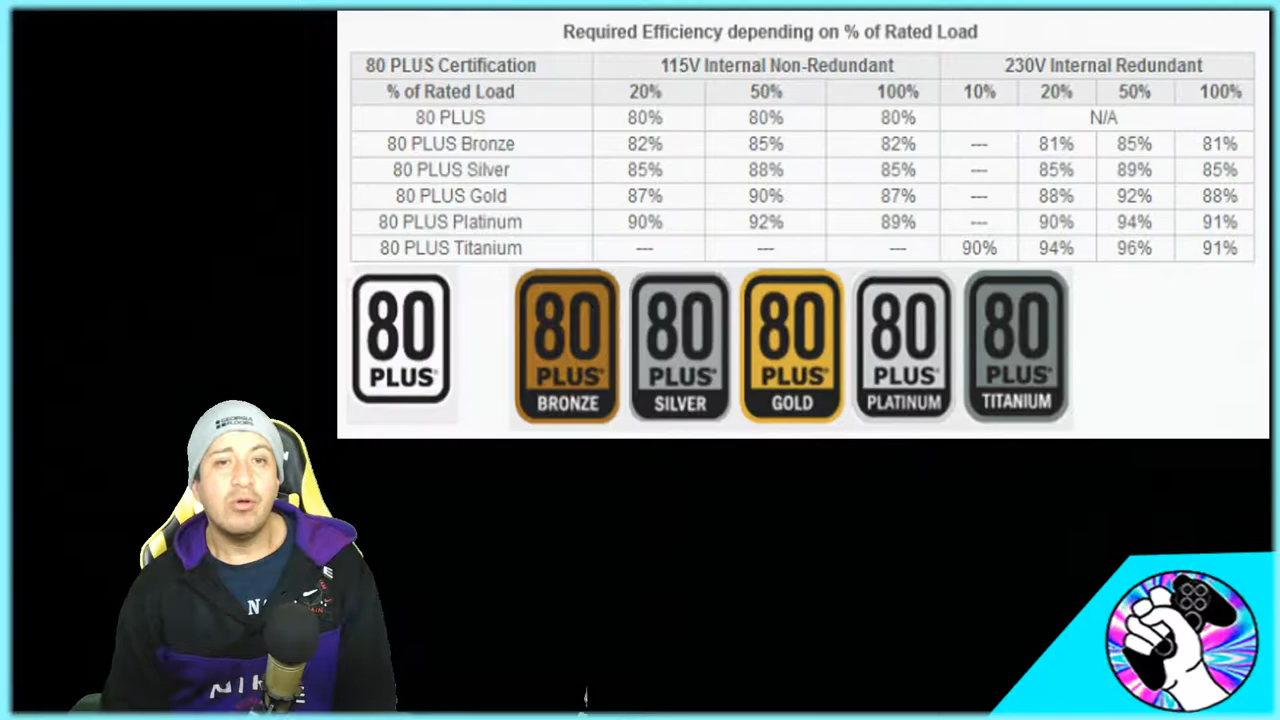 Required Efficiency depending on % of Rated Load
80 PLUS Certification 115V Internal Non-Redundant 230V Internal Redundant
% of Rated Load 20% 50% 100% 10% 20% 50% 100%
80 PLUS 80% 80% 80% N/A
80 PLUS Bronze 82% 85% 82% --- 81% 85% 81%
80 PLUS Silver 85% 88% 85% --- 85% 89% 85%
80 PLUS Gold 87% 90% 87% --- 88% 92% 88%
80 PLUS Platinum 90% 92% 89% --- 90% 94% 91%
80 PLUS Titanium --- --- --- 90% 94% 96% 91%
80 PLUS®
80 PLUS® BRONZE
80 PLUS® SILVER
80 PLUS® GOLD
80 PLUS® PLATINUM
80 PLUS® TITANIUM
GEORGIA
FLOORS